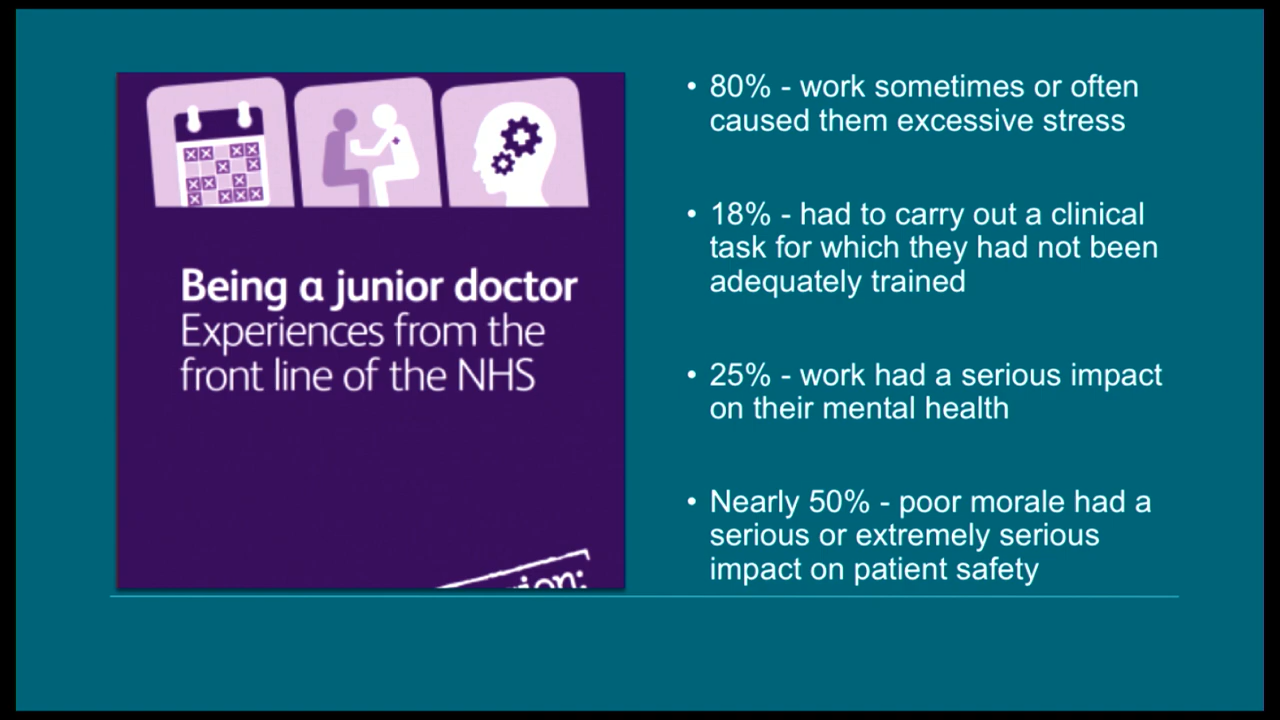 Being a junior doctor
Experiences from the
front line of the NHS
• 80% - work sometimes or often
caused them excessive stress
• 18% - had to carry out a clinical
task for which they had not been
adequately trained
• 25% - work had a serious impact
on their mental health
• Nearly 50% - poor morale had a
serious or extremely serious
impact on patient safety